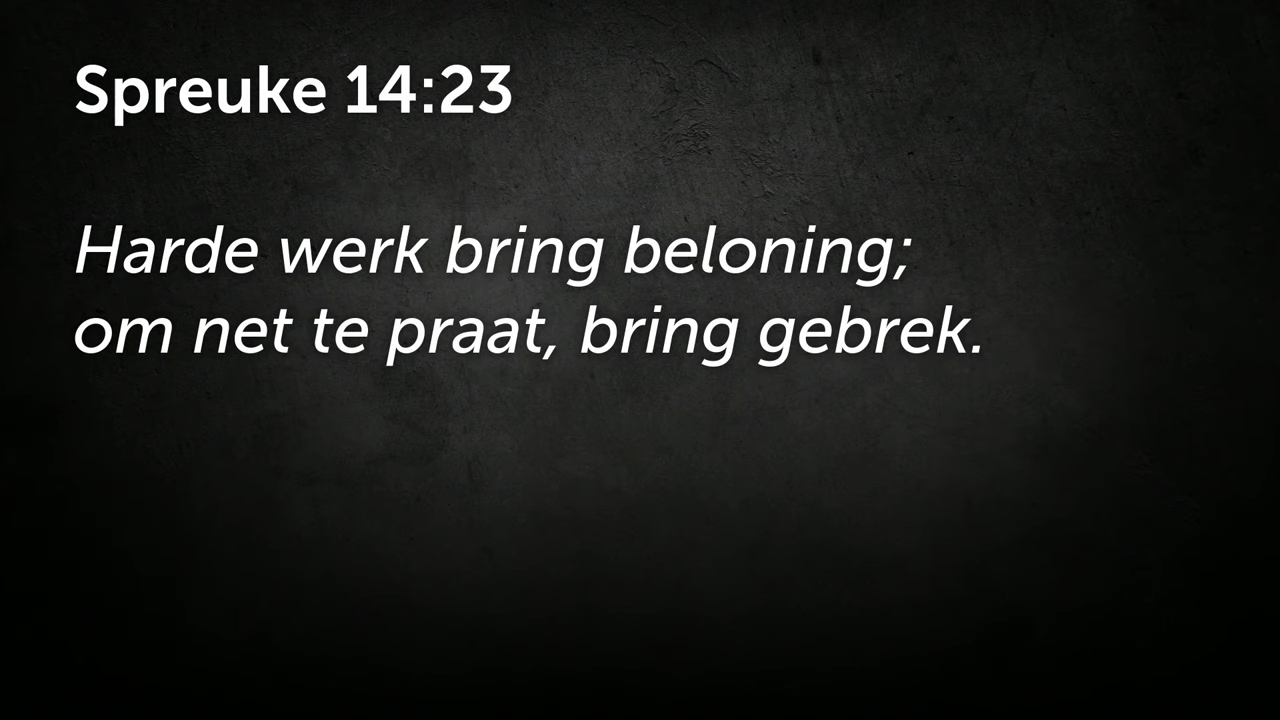 Spreuke 14:23
Harde werk bring beloning;
om net te praat, bring gebrek.